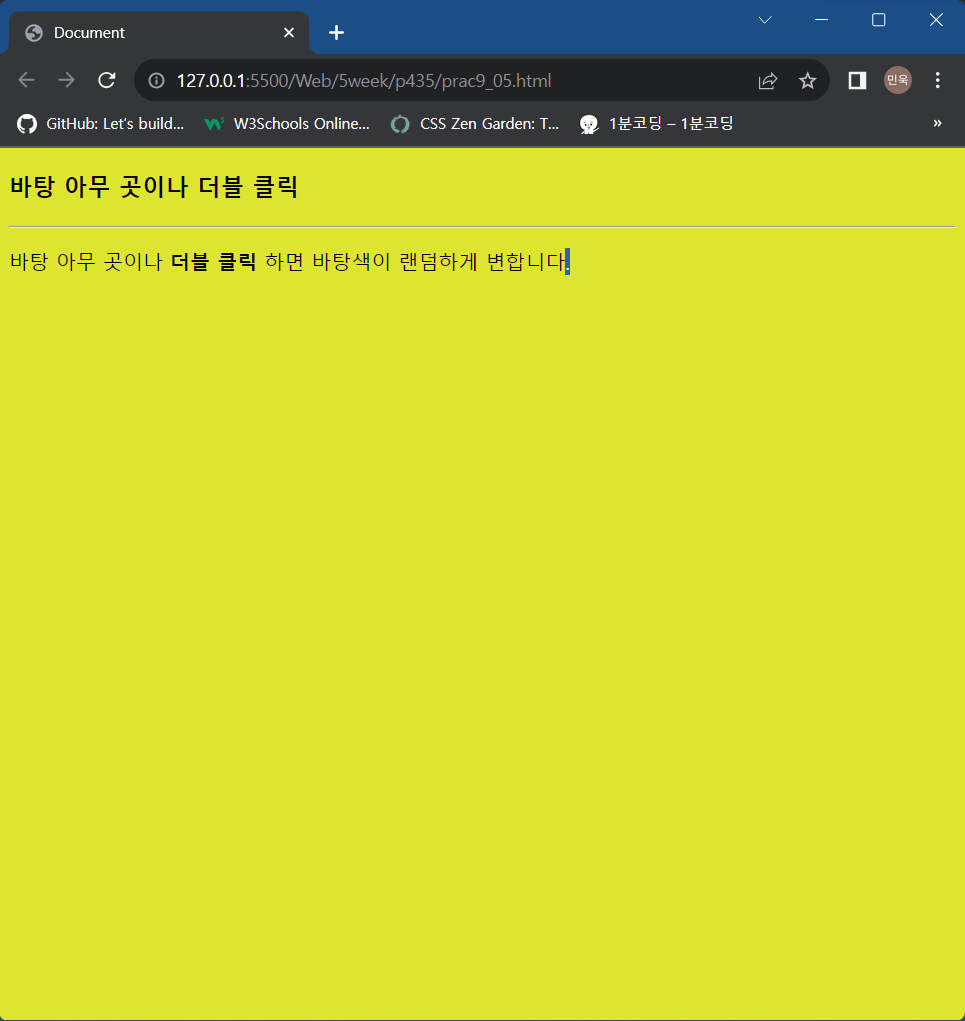 Document
127.0.0.1:5500/Web/5week/p435/prac9_05.html
민욱
GitHub: Let's build... W3Schools Online... CSS Zen Garden: T... 1분코딩 – 1분코딩 »
바탕 아무 곳이나 더블 클릭
바탕 아무 곳이나 더블 클릭 하면 바탕색이 랜덤하게 변합니다.